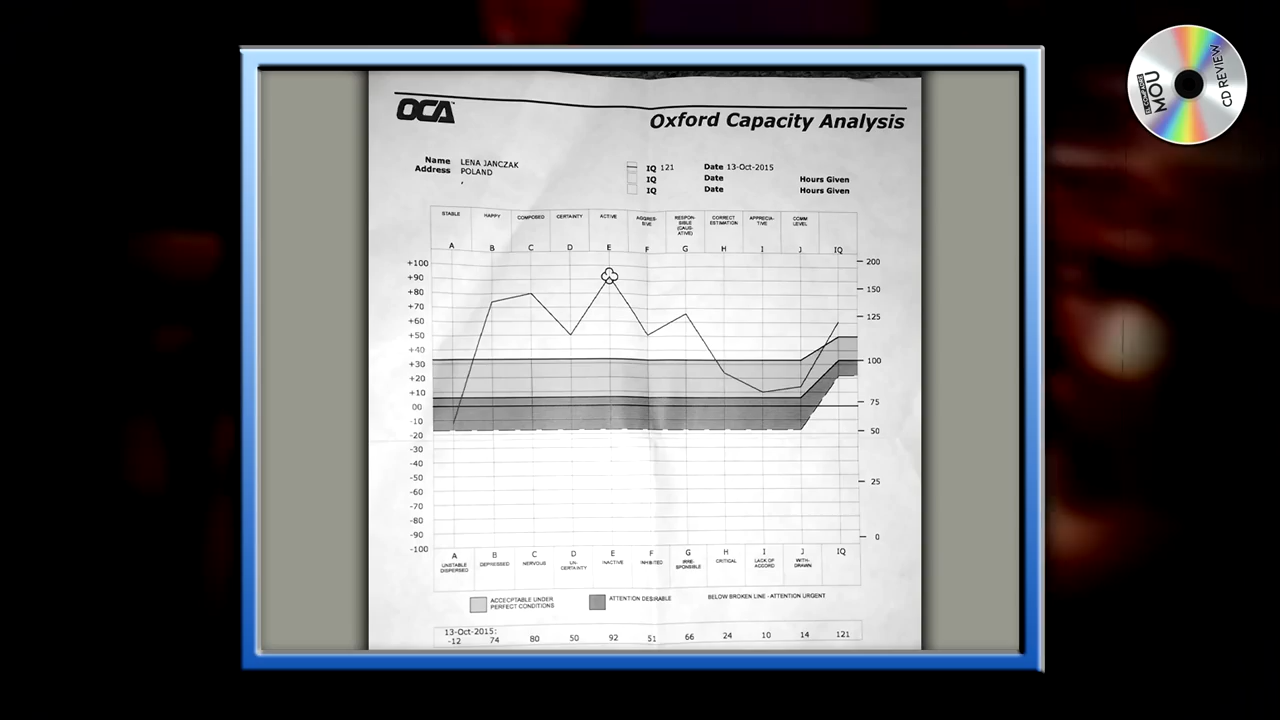 OCA™
Oxford Capacity Analysis
Name LENA JANCZAK
Address POLAND
IQ 121 Date 13-Oct-2015
IQ Date Hours Given
IQ Date Hours Given
STABLE HAPPY COMPOSED CERTAINTY ACTIVE AGGRES-SIVE RESPON-SIBLE (CAUS-ATIVE) CORRECT ESTIMATION APPRECIA-TIVE COMM LEVEL
A B C D E F G H I J IQ
+100 200
+90
+80 150
+70
+60 125
+50
+40
+30 100
+20
+10 75
00
-10
-20 50
-30
-40
-50 25
-60
-70
-80
-90 0
-100
A B C D E F G H I J IQ
UNSTABLE DISPERSED DEPRESSED NERVOUS UN-CERTAINTY INACTIVE INHIBITED IRRE-SPONSIBLE CRITICAL LACK OF ACCORD WITH-DRAWN
ACCECPTABLE UNDER PERFECT CONDITIONS
ATTENTION DESIRABLE
BELOW BROKEN LINE - ATTENTION URGENT
13-Oct-2015:
-12 74 80 50 92 51 66 24 10 14 121
MOU
CD REVIEW